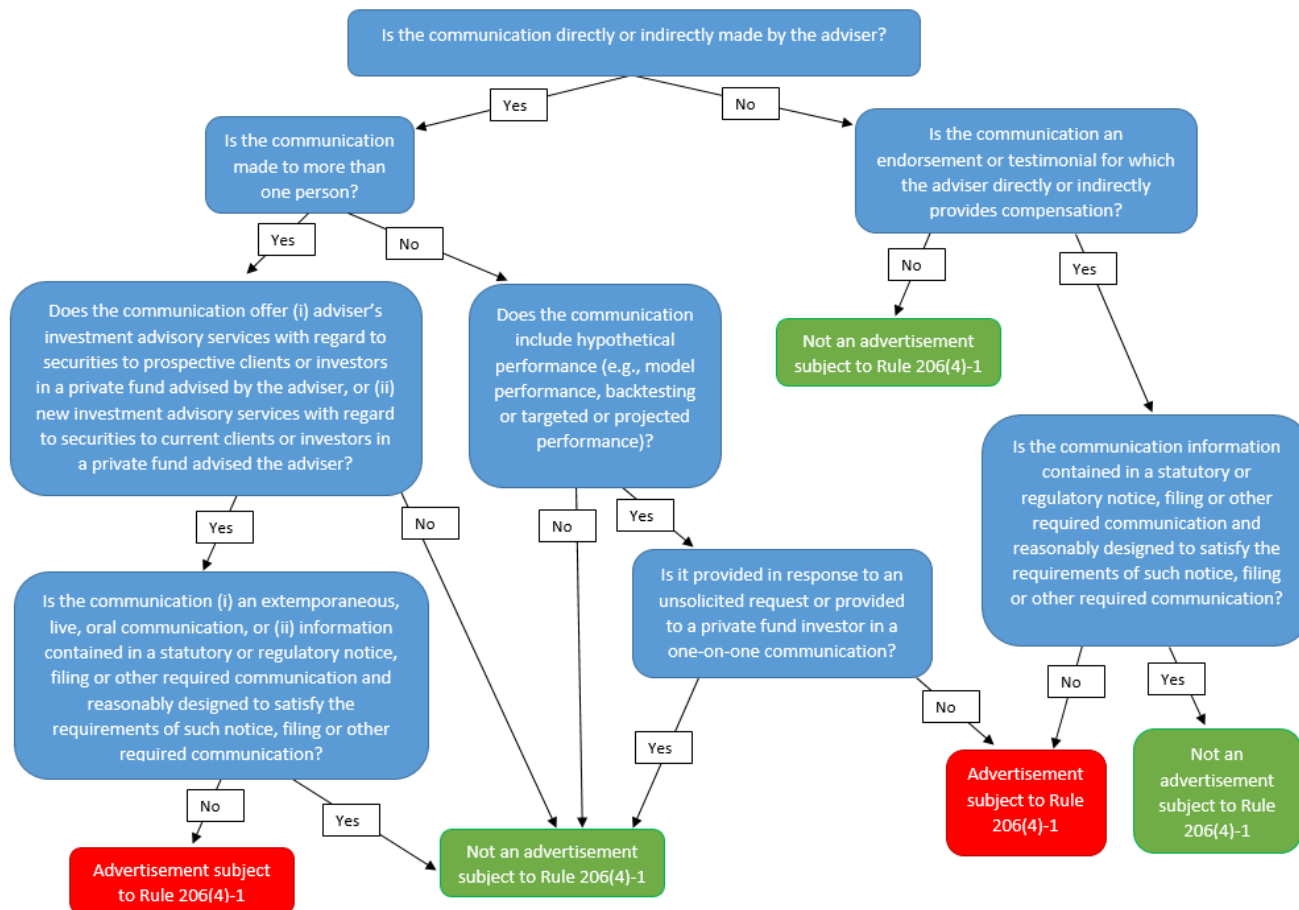 Is the communication directly or indirectly made by the adviser?
Yes
No
Is the communication
made to more than
one person?
Is the communication an
endorsement or testimonial for which
the adviser directly or indirectly
provides compensation?
Yes
No
No
Yes
Does the communication offer (i) adviser's
investment advisory services with regard to
securities to prospective clients or investors
in a private fund advised by the adviser, or (ii)
new investment advisory services with regard
to securities to current clients or investors in
a private fund advised the adviser?
Does the communication
include hypothetical
performance (e.g., model
performance, backtesting
or targeted or projected
performance)?
Not an advertisement
subject to Rule 206(4)-1
Is the communication information
contained in a statutory or
regulatory notice, filing or other
required communication and
reasonably designed to satisfy the
requirements of such notice, filing
or other required communication?
Yes
No
No
Yes
Is the communication (i) an extemporaneous,
live, oral communication, or (ii) information
contained in a statutory or regulatory notice,
filing or other required communication and
reasonably designed to satisfy the
requirements of such notice, filing or other
required communication?
Is it provided in response to an
unsolicited request or provided
to a private fund investor in a
one-on-one communication?
No
Yes
Yes
No
No
Yes
Advertisement subject
to Rule 206(4)-1
Not an advertisement
subject to Rule 206(4)-1
Advertisement
subject to Rule
206(4)-1
Not an
advertisement
subject to Rule
206(4)-1